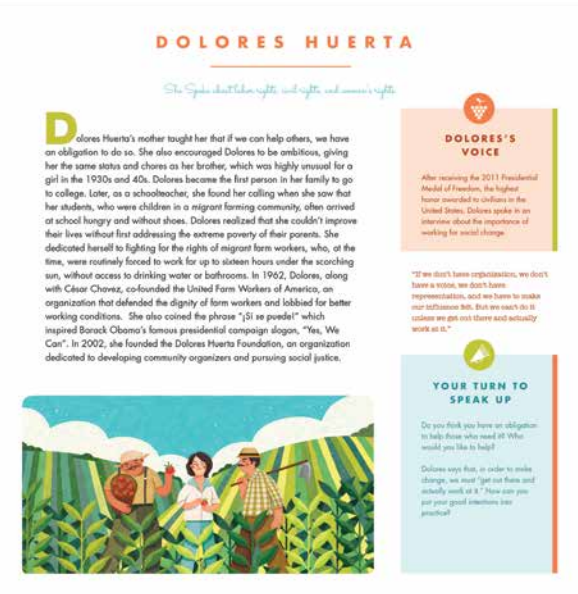 DOLORES HUERTA
She Spoke about labor rights, civil rights, and women's rights
Dolores Huerta's mother taught her that if we can help others, we have
an obligation to do so. She also encouraged Dolores to be ambitious, giving
her the same status and chores as her brother, which was highly unusual for a
girl in the 1930s and 40s. Dolores became the first person in her family to go
to college. Later, as a schoolteacher, she found her calling when she saw that
her students, who were children in a migrant farming community, often arrived
at school hungry and without shoes. Dolores realized that she couldn't improve
their lives without first addressing the extreme poverty of their parents. She
dedicated herself to fighting for the rights of migrant farm workers, who, at the
time, were routinely forced to work for up to sixteen hours under the scorching
sun, without access to drinking water or bathrooms. In 1962, Dolores, along
with César Chavez, co-founded the United Farm Workers of America, an
organization that defended the dignity of farm workers and lobbied for better
working conditions. She also coined the phrase "¡Sí se puede!" which
inspired Barack Obama's famous presidential campaign slogan, "Yes, We
Can". In 2002, she founded the Dolores Huerta Foundation, an organization
dedicated to developing community organizers and pursuing social justice.
DOLORES'S
VOICE
After receiving the 2011 Presidential
Medal of Freedom, the highest
honor awarded to civilians in the
United States, Dolores spoke in an
interview about the importance of
working for social change.
"If we don't have organization, we don't
have a voice, we don't have
representation, and we have to make
our influence felt. But we can't do it
unless we get out there and actually
work at it."
YOUR TURN TO
SPEAK UP
Do you think you have an obligation
to help those who need it? Who
would you like to help?
Dolores says that, in order to make
change, we must "get out there and
actually work at it." How can you
put your good intentions into
practice?